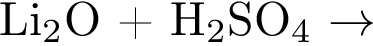 Li₂O + H₂SO₄ →